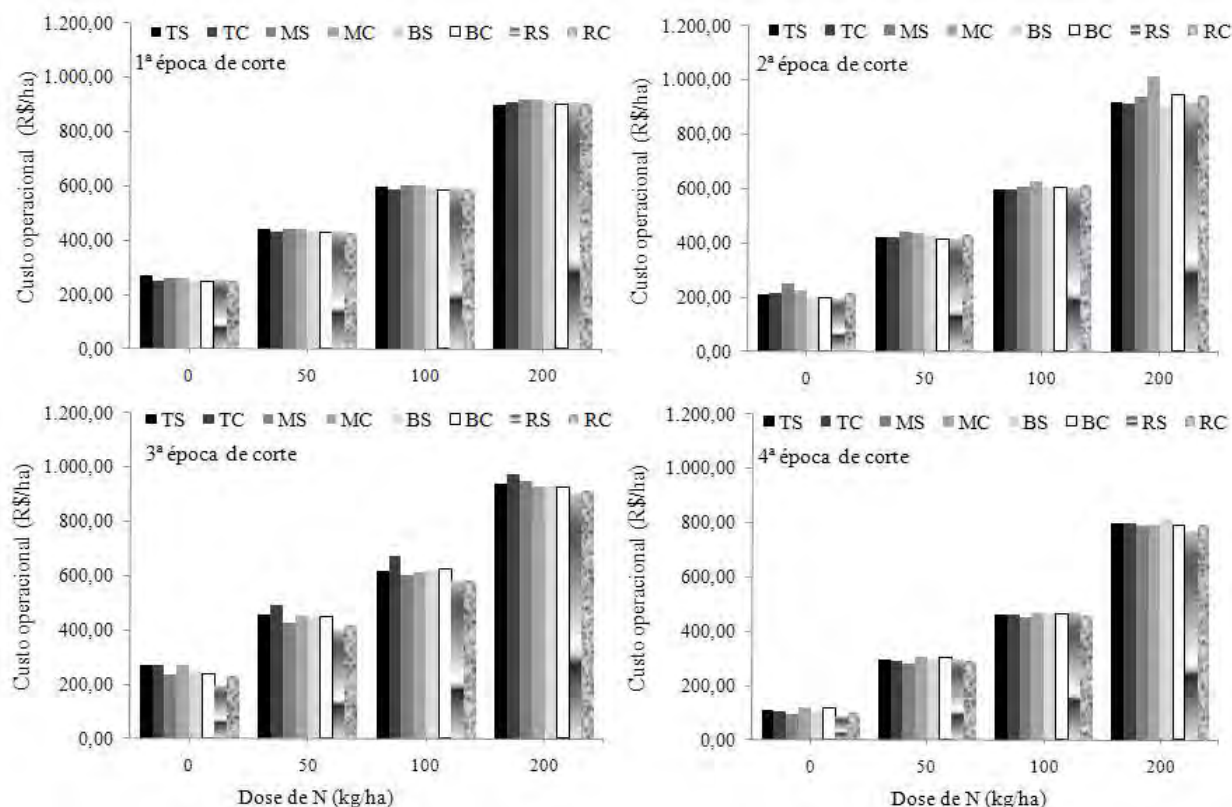 1.200,00
TS TC MS MC BS BC RS RC
1ª época de corte
1.000,00
800,00
600,00
400,00
200,00
0,00
Custo operacional (R$/ha)
0 50 100 200
1.200,00
TS TC MS MC BS BC RS RC
2ª época de corte
1.000,00
800,00
600,00
400,00
200,00
0,00
Custo operacional (R$/ha)
0 50 100 200
1.200,00
TS TC MS MC BS BC RS RC
3ª época de corte
1.000,00
800,00
600,00
400,00
200,00
0,00
Custo operacional (R$/ha)
0 50 100 200
Dose de N (kg/ha)
1.200,00
TS TC MS MC BS BC RS RC
4ª época de corte
1.000,00
800,00
600,00
400,00
200,00
0,00
Custo operacional (R$/ha)
0 50 100 200
Dose de N (kg/ha)